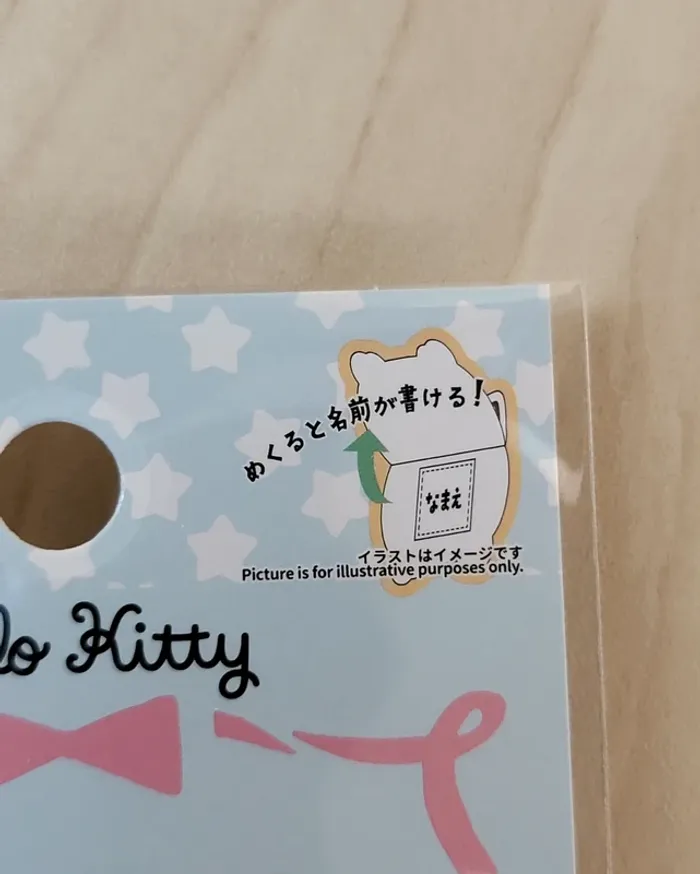 めくると名前が書ける!
なまえ
イラストはイメージです
Picture is for illustrative purposes only.
lo Kitty